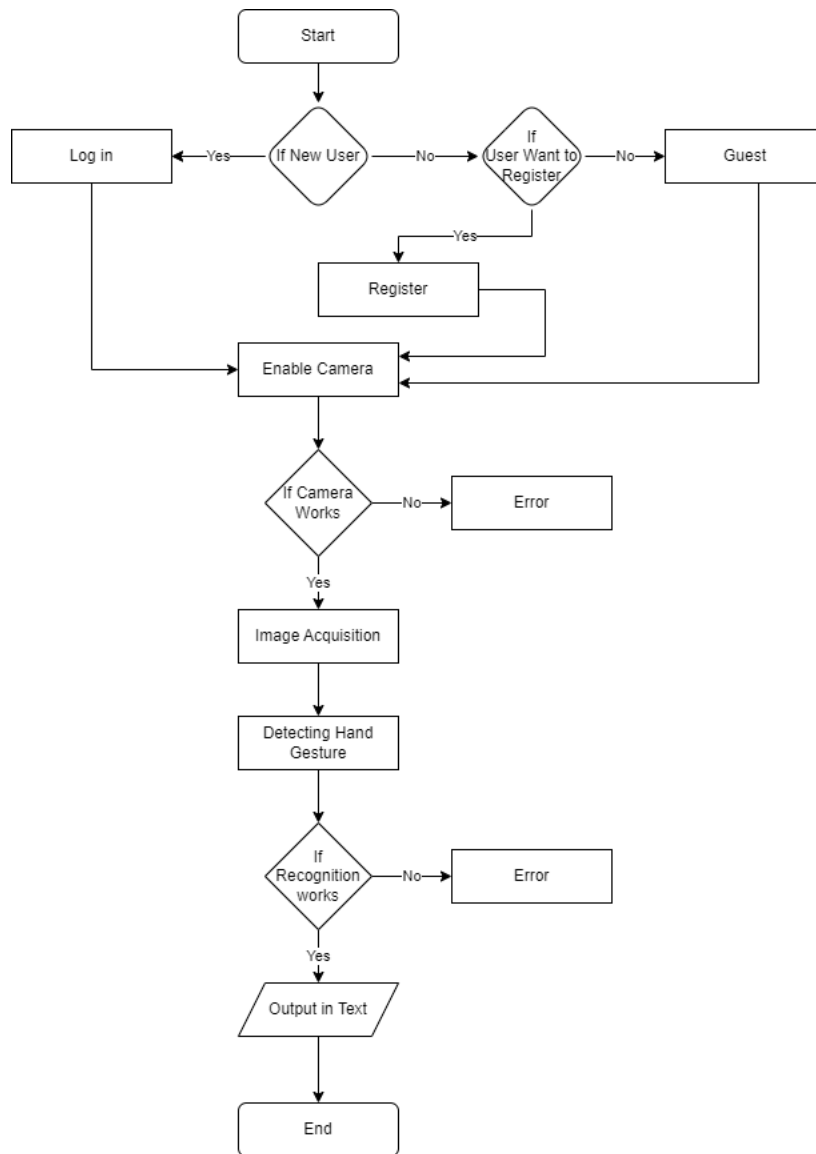 Start
Log in
Yes
If New User
No
If
User Want to
Register
No
Guest
Yes
Register
Enable Camera
If Camera
Works
No
Error
Yes
Image Acquisition
Detecting Hand
Gesture
If
Recognition
works
No
Error
Yes
Output in Text
End